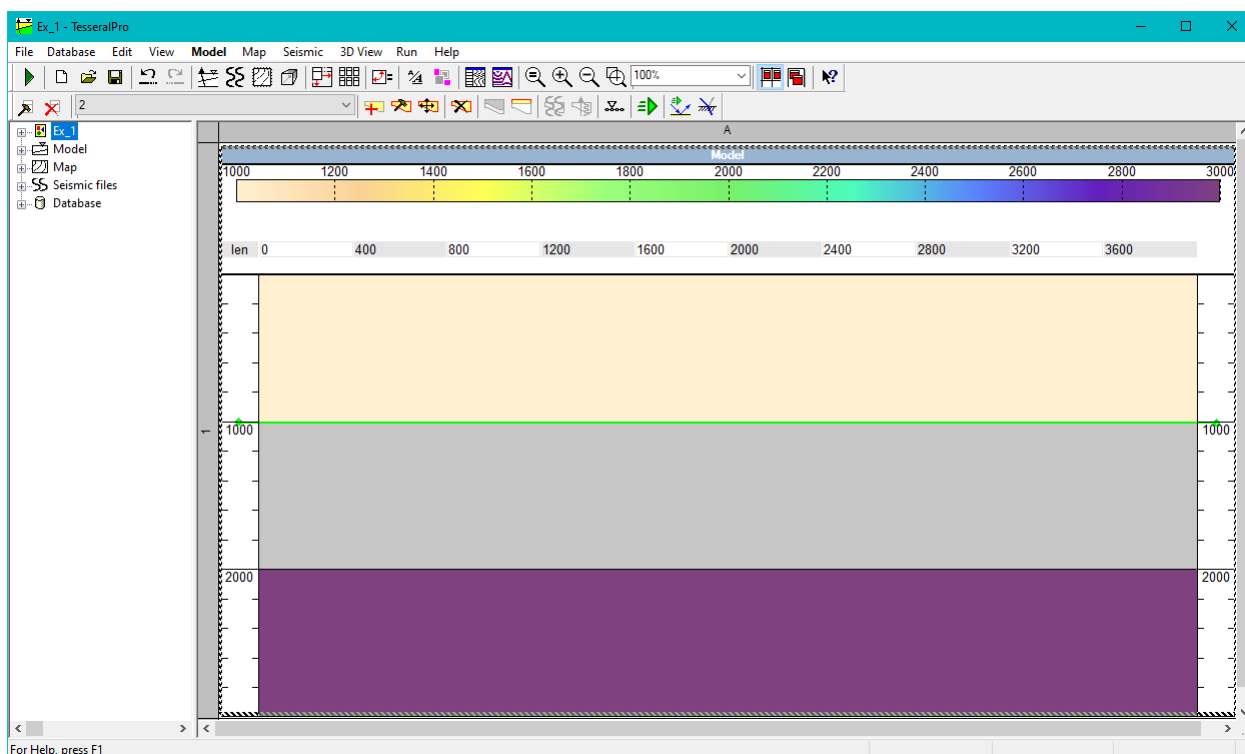 Ex_1 - TesseralPro
File Database Edit View Model Map Seismic 3D View Run Help
100%
2
Ex_1
Model
Map
Seismic files
Database
A
Model
1000 1200 1400 1600 1800 2000 2200 2400 2600 2800 3000
len 0 400 800 1200 1600 2000 2400 2800 3200 3600
1
1000 1000
2000 2000
For Help, press F1